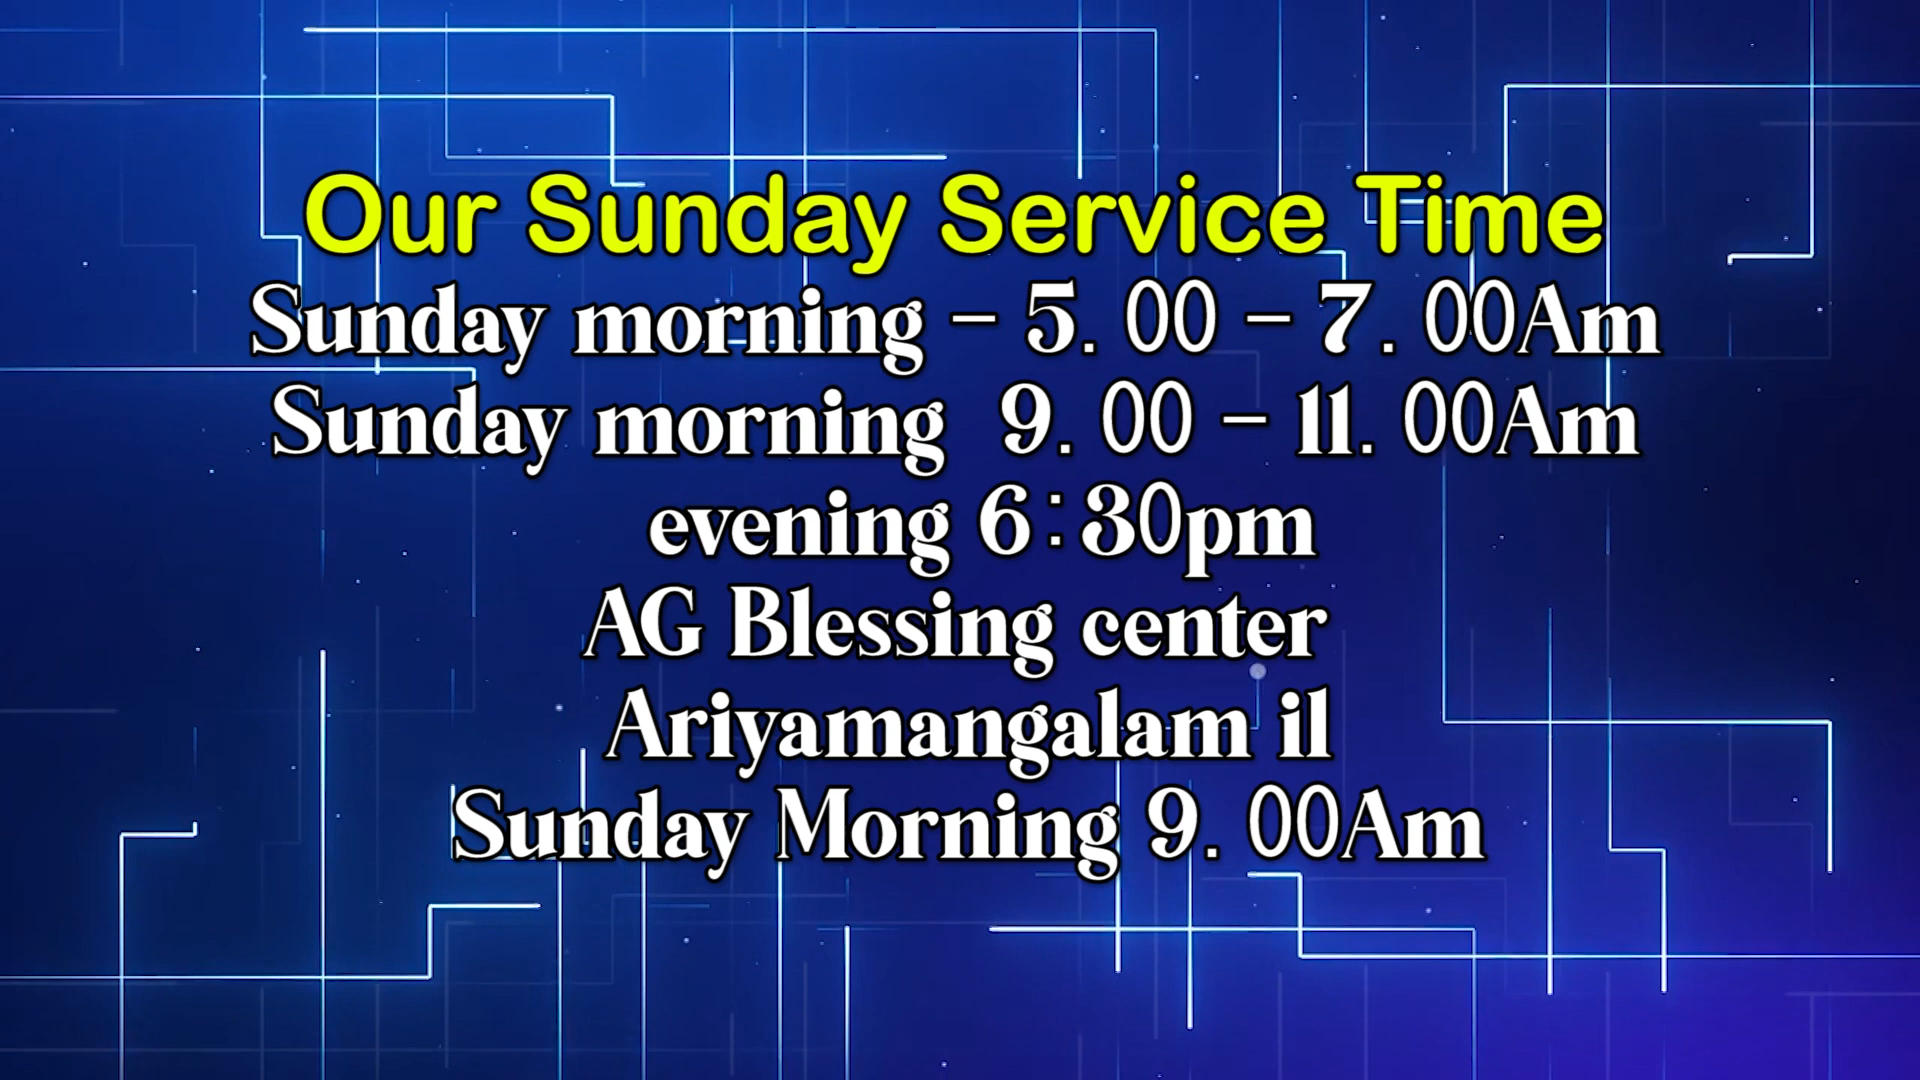 Our Sunday Service Time
Sunday morning - 5. 00 - 7. 00Am
Sunday morning  9. 00 - 11. 00Am
evening 6:30pm
AG Blessing center
Ariyamangalam il
Sunday Morning 9. 00Am